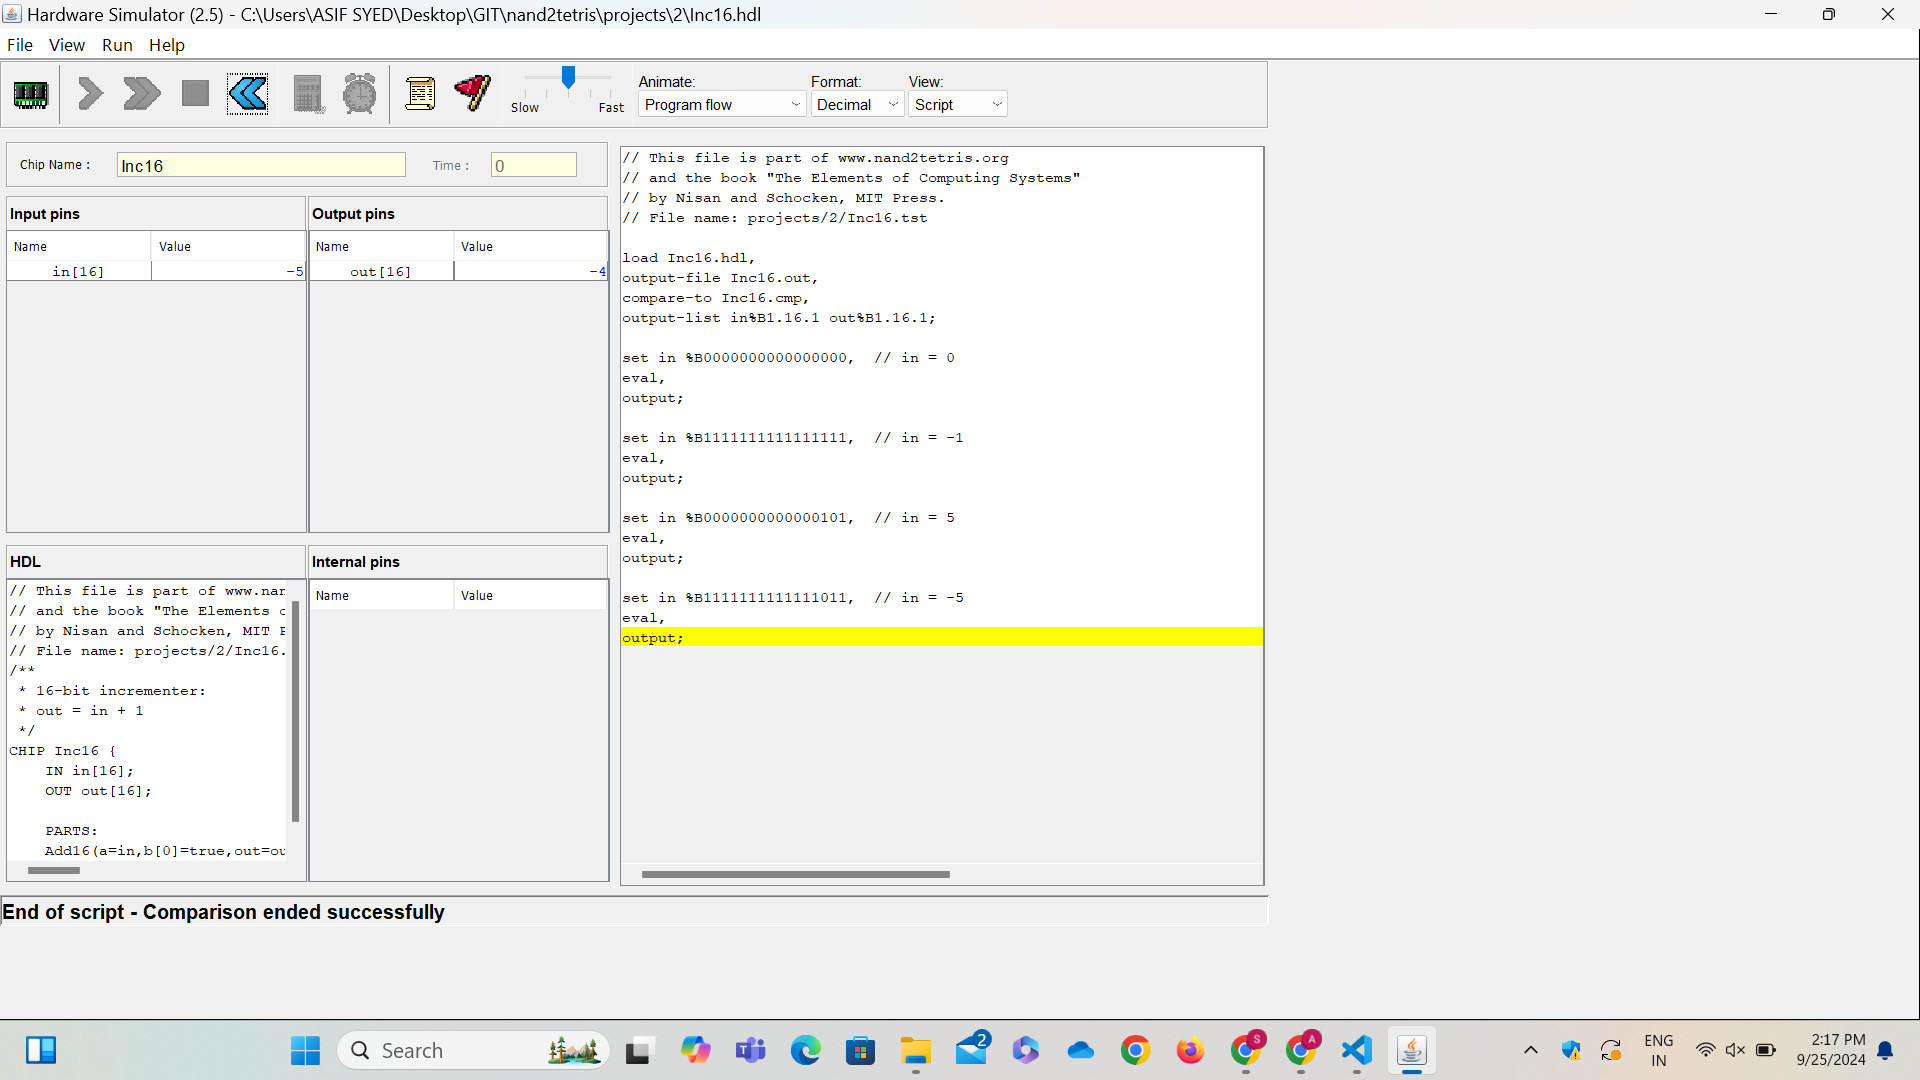 Hardware Simulator (2.5) - C:\Users\ASIF SYED\Desktop\GIT\nand2tetris\projects\2\Inc16.hdl
File View Run Help
Slow Fast
Animate: Format: View:
Program flow Decimal Script
Chip Name : Inc16 Time : 0
Input pins
Name Value
in[16] -5
Output pins
Name Value
out[16] -4
HDL
// This file is part of www.nan
// and the book "The Elements c
// by Nisan and Schocken, MIT P
// File name: projects/2/Inc16.
/**
* 16-bit incrementer:
* out = in + 1
*/
CHIP Inc16 {
IN in[16];
OUT out[16];
PARTS:
Add16(a=in,b[0]=true,out=ou
Internal pins
Name Value
// This file is part of www.nand2tetris.org
// and the book "The Elements of Computing Systems"
// by Nisan and Schocken, MIT Press.
// File name: projects/2/Inc16.tst
load Inc16.hdl,
output-file Inc16.out,
compare-to Inc16.cmp,
output-list in%B1.16.1 out%B1.16.1;
set in %B0000000000000000,  // in = 0
eval,
output;
set in %B1111111111111111,  // in = -1
eval,
output;
set in %B0000000000000101,  // in = 5
eval,
output;
set in %B1111111111111011,  // in = -5
eval,
output;
End of script - Comparison ended successfully
Search
2
S
A
ENG
IN
2:17 PM
9/25/2024